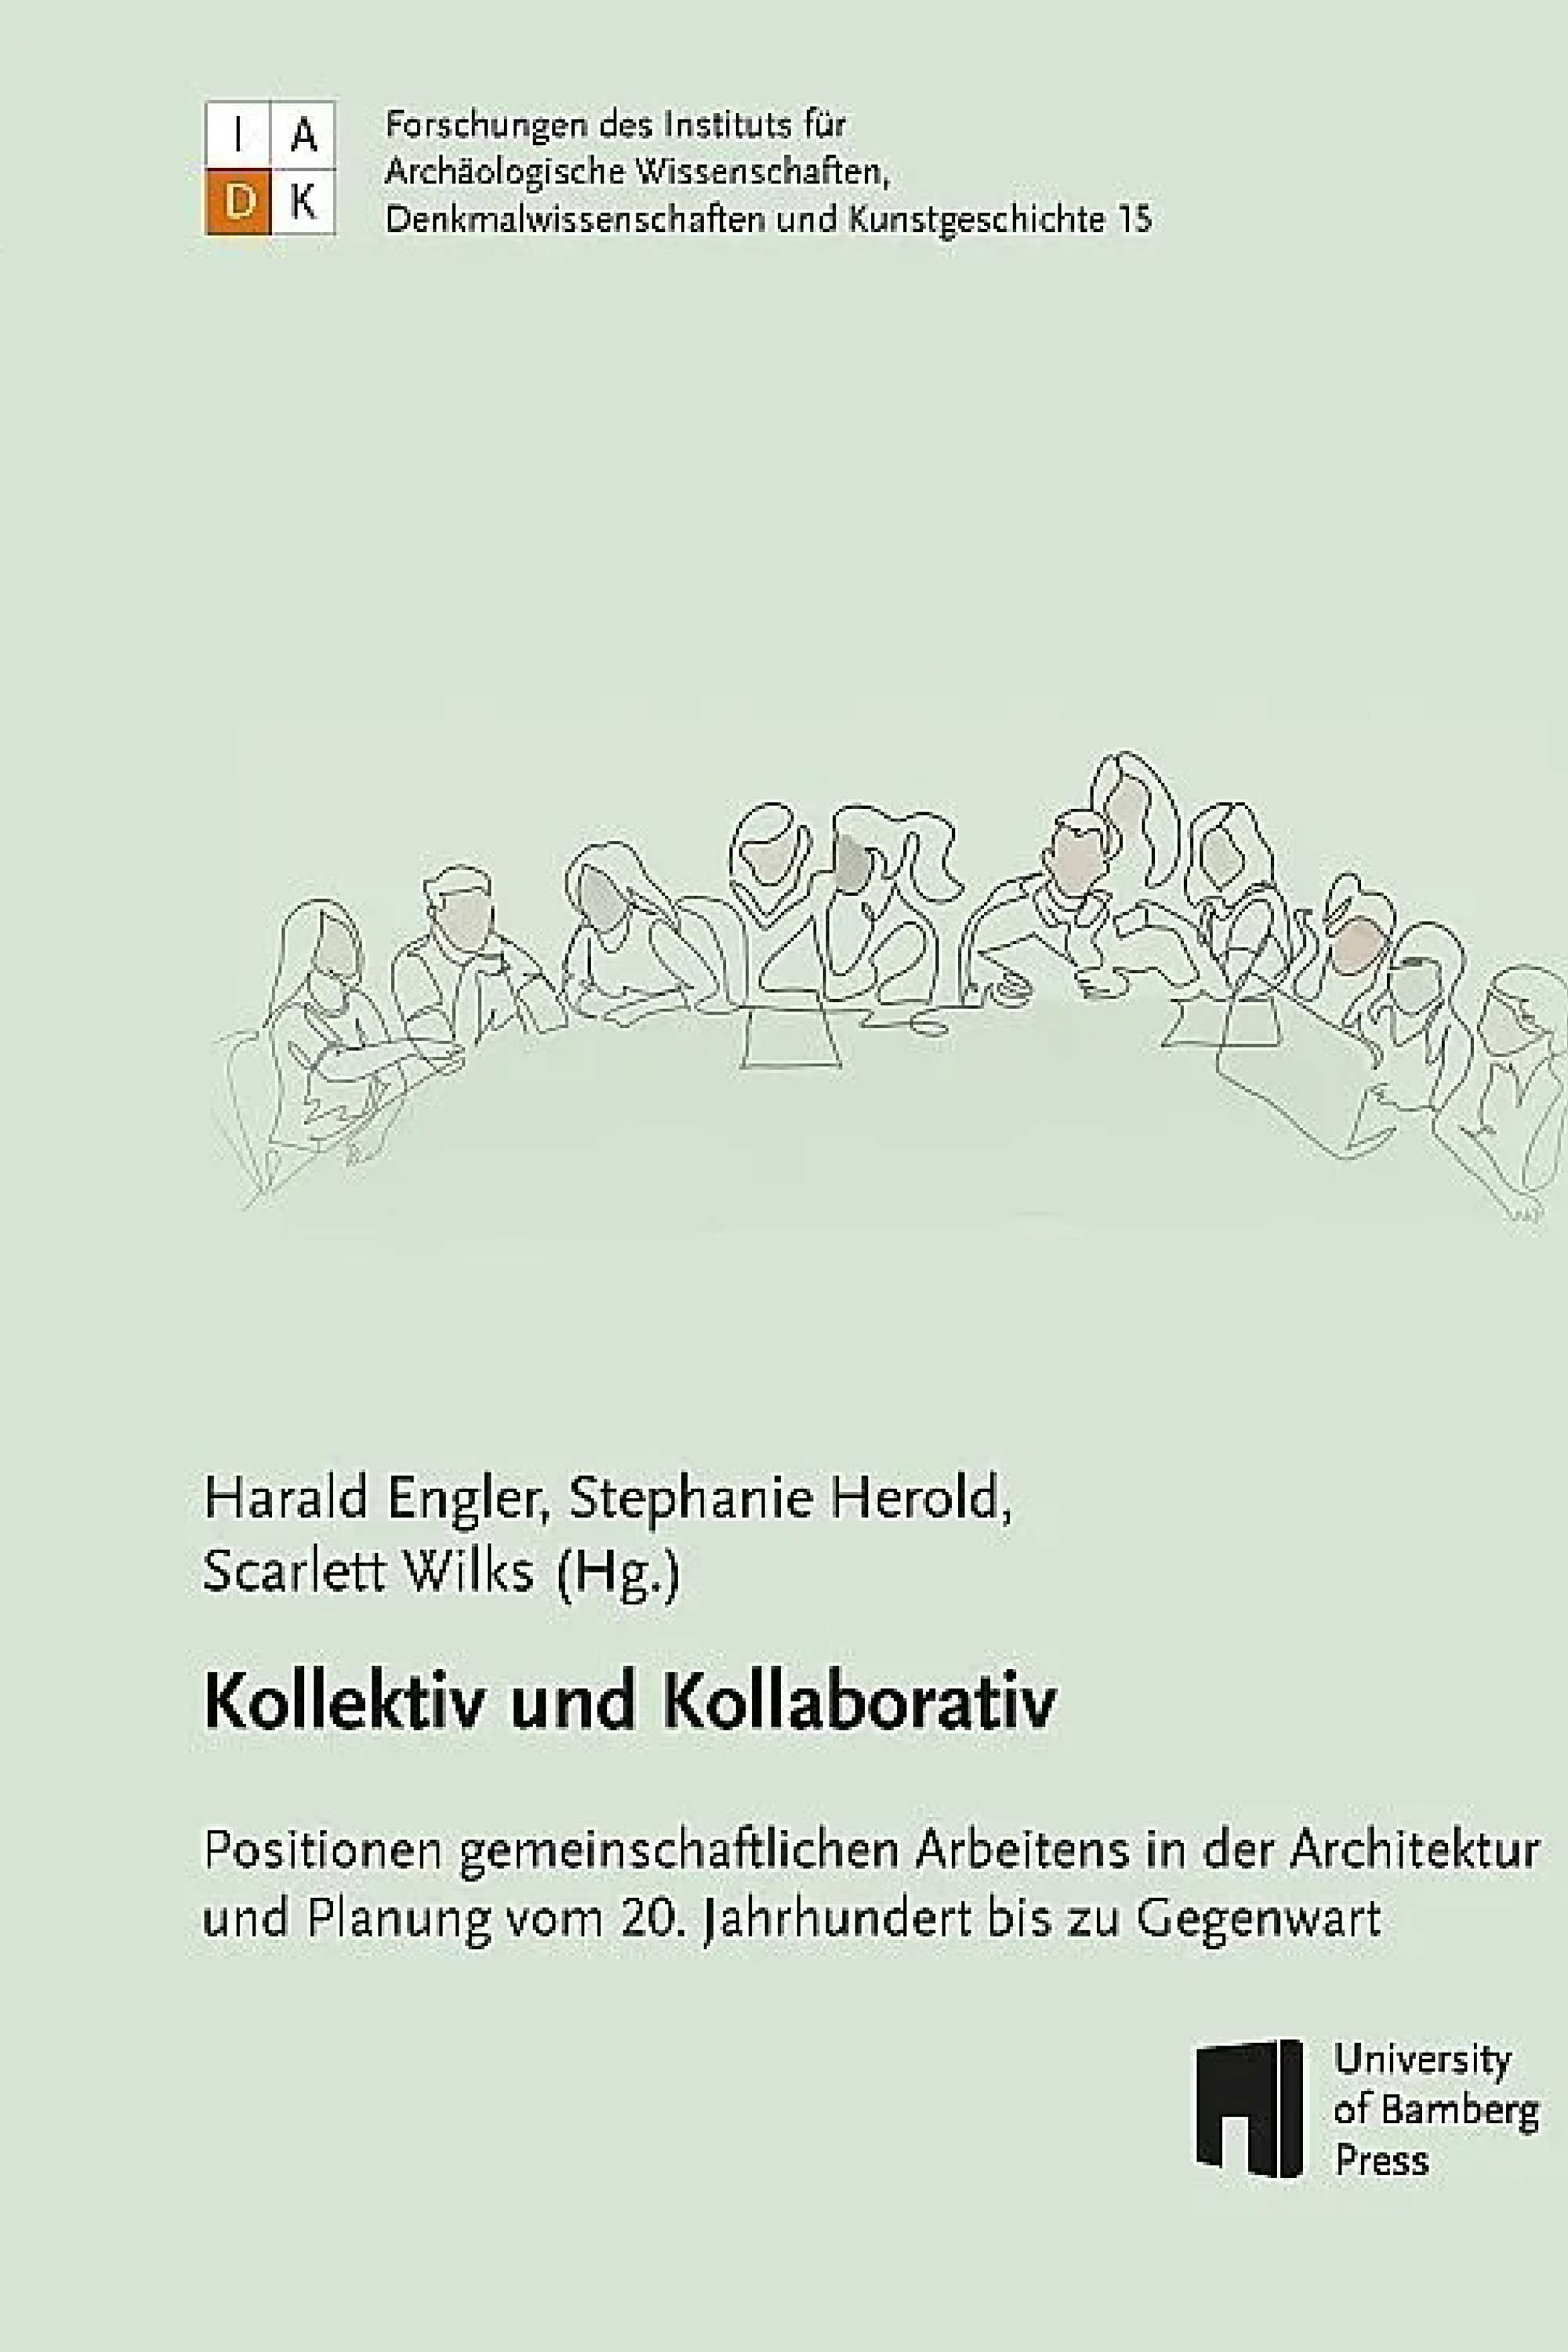 I A
D K
Forschungen des Instituts für
Archäologische Wissenschaften,
Denkmalwissenschaften und Kunstgeschichte 15
Harald Engler, Stephanie Herold,
Scarlett Wilks (Hg.)
Kollektiv und Kollaborativ
Positionen gemeinschaftlichen Arbeitens in der Architektur
und Planung vom 20. Jahrhundert bis zu Gegenwart
University
of Bamberg
Press